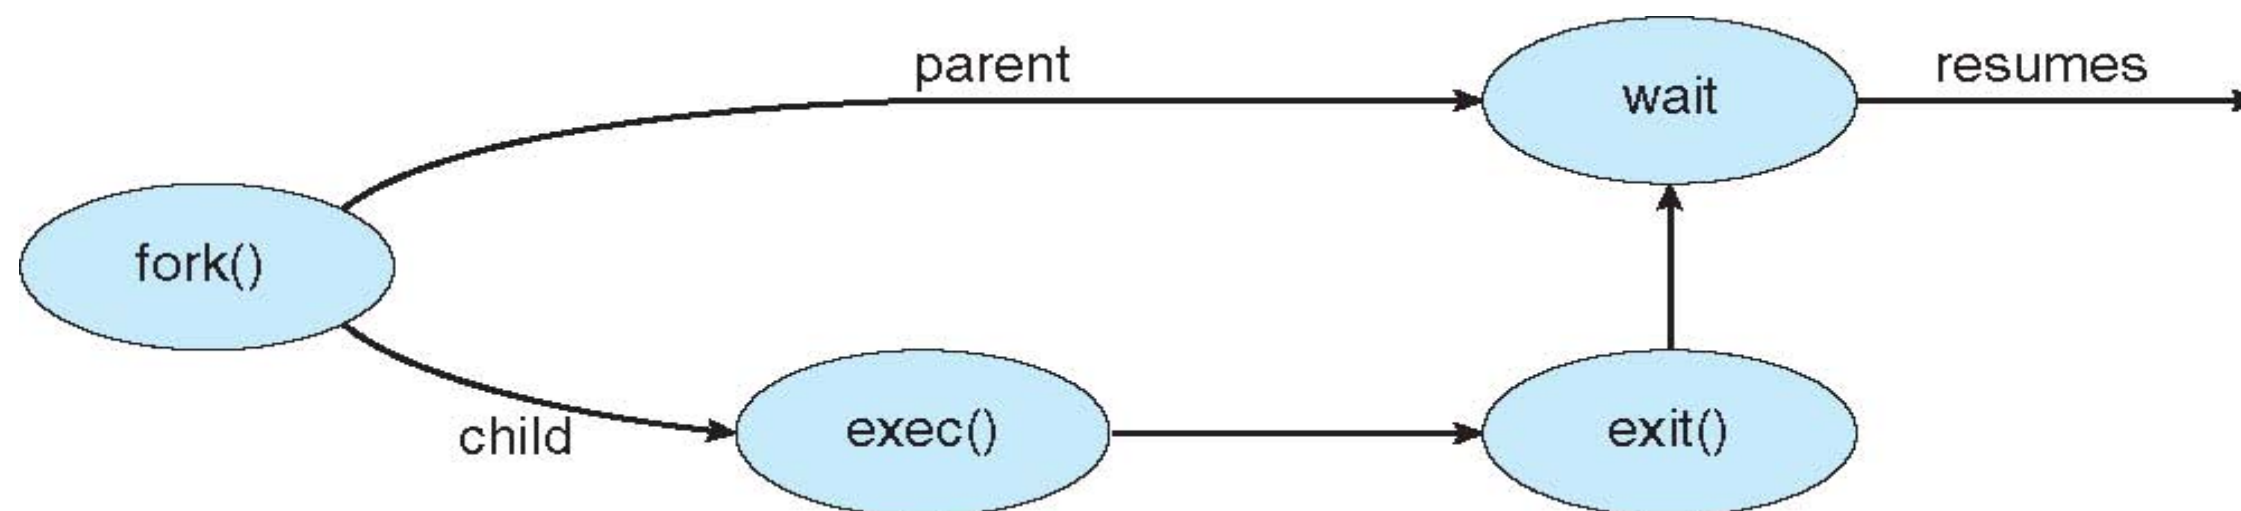 parent
wait
resumes
fork()
child
exec()
exit()